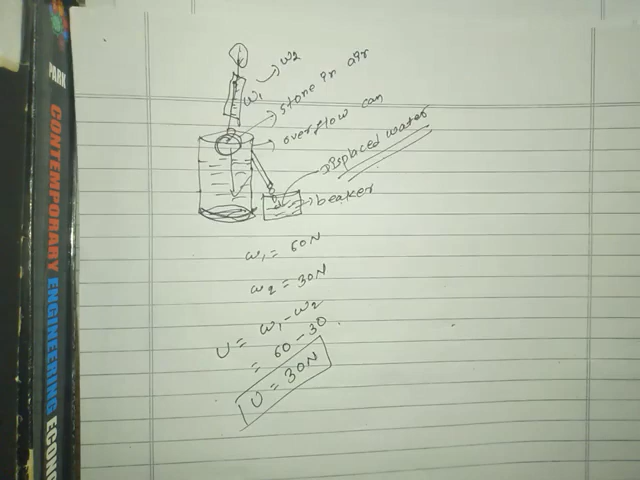 PARK
CONTEMPORARY ENGINEERING ECONO
W1 → W2
stone in air
overflow can
Displaced water
beaker
W1 = 60N
W2 = 30N
U = W1 - W2
= 60 - 30
U = 30N